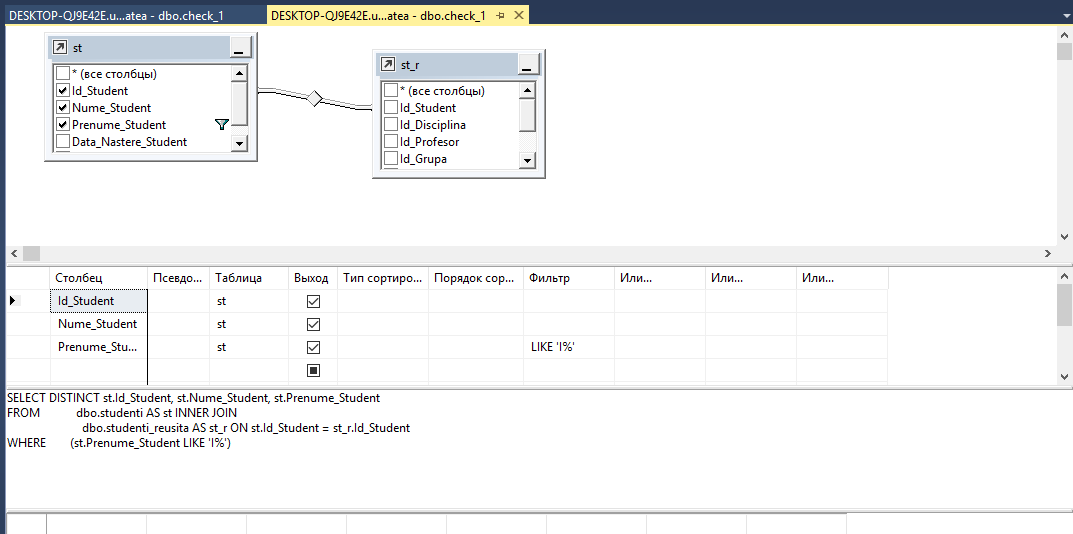 DESKTOP-QJ9E42E.u...atea - dbo.check_1
DESKTOP-QJ9E42E.u...atea - dbo.check_1
st
* (все столбцы)
Id_Student
Nume_Student
Prenume_Student
Data_Nastere_Student
st_r
* (все столбцы)
Id_Student
Id_Disciplina
Id_Profesor
Id_Grupa
Столбец Псевдо... Таблица Выход Тип сортиро... Порядок сор... Фильтр Или... Или... Или...
Id_Student st
Nume_Student st
Prenume_Stu... st LIKE 'I%'
SELECT DISTINCT st.Id_Student, st.Nume_Student, st.Prenume_Student
FROM dbo.studenti AS st INNER JOIN
dbo.studenti_reusita AS st_r ON st.Id_Student = st_r.Id_Student
WHERE (st.Prenume_Student LIKE 'I%')